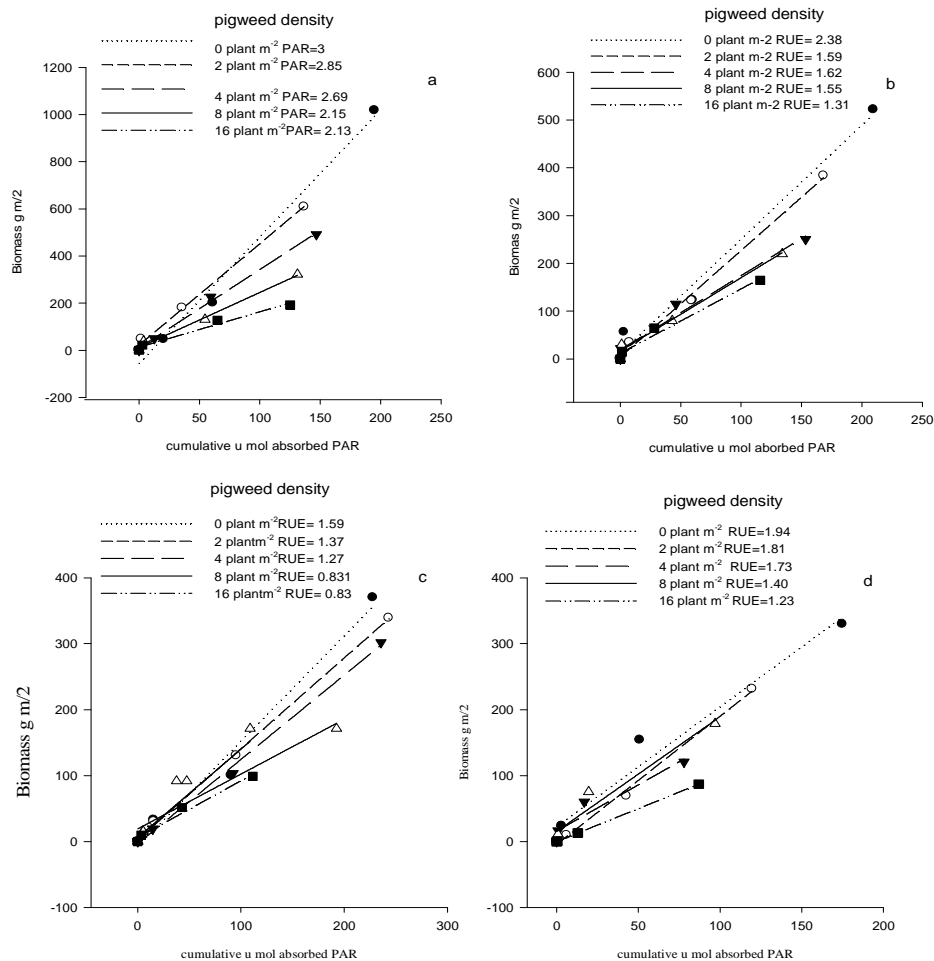 pigweed density
0 plant m-2 PAR=3
2 plant m-2 PAR=2.85
4 plant m-2 PAR=2.69
8 plant m-2 PAR= 2.15
16 plant m-2PAR= 2.13
a
1200
1000
800
600
400
200
0
-200
Biomass g m/2
0 50 100 150 200 250
cumulative u mol absorbed PAR
pigweed density
0 plant m-2 RUE= 2.38
2 plant m-2 RUE= 1.59
4 plant m-2 RUE= 1.62
8 plant m-2 RUE= 1.55
16 plant m-2 RUE= 1.31
b
600
500
400
300
200
100
0
Biomas g m/2
0 50 100 150 200 250
cumulative u mol aborbed PAR
pigweed density
0 plant m-2RUE= 1.59
2 plantm-2 RUE= 1.37
4 plant m-2 RUE= 1.27
8 plant m-2RUE= 0.831
16 plantm-2 RUE= 0.83
c
400
300
200
100
0
-100
Biomass g m/2
0 100 200 300
cumulative u mol absorbed PAR
pigweed density
0 plant m-2 RUE=1.94
2 plant m-2RUE=1.81
4 plant m-2 RUE=1.73
8 plant m-2 RUE=1.40
16 plant m-2 RUE=1.23
d
400
300
200
100
0
-100
Biomass g m/2
0 50 100 150 200
cumulative u mol absorbed PAR